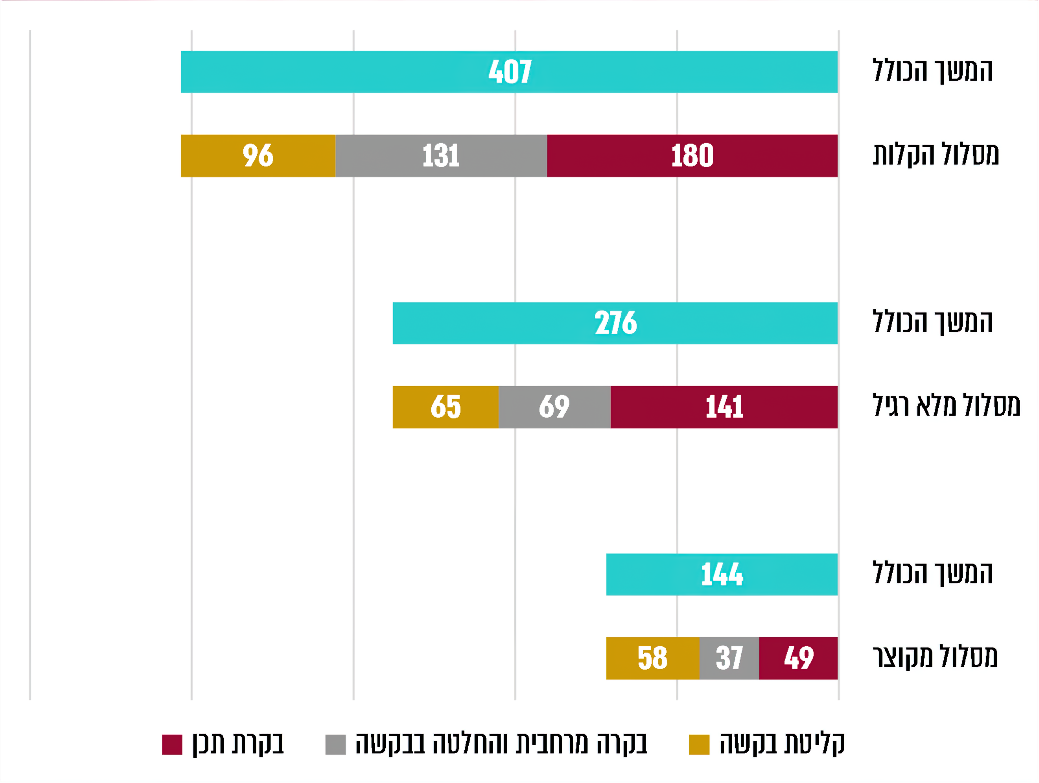 המשך הכולל 407
מסלול הקלות 180 131 96
המשך הכולל 276
מסלול מלא רגיל 141 69 65
המשך הכולל 144
מסלול מקוצר 49 37 58
קליטת בקשה בקרה מרחבית והחלטה בבקשה בקרת תכן